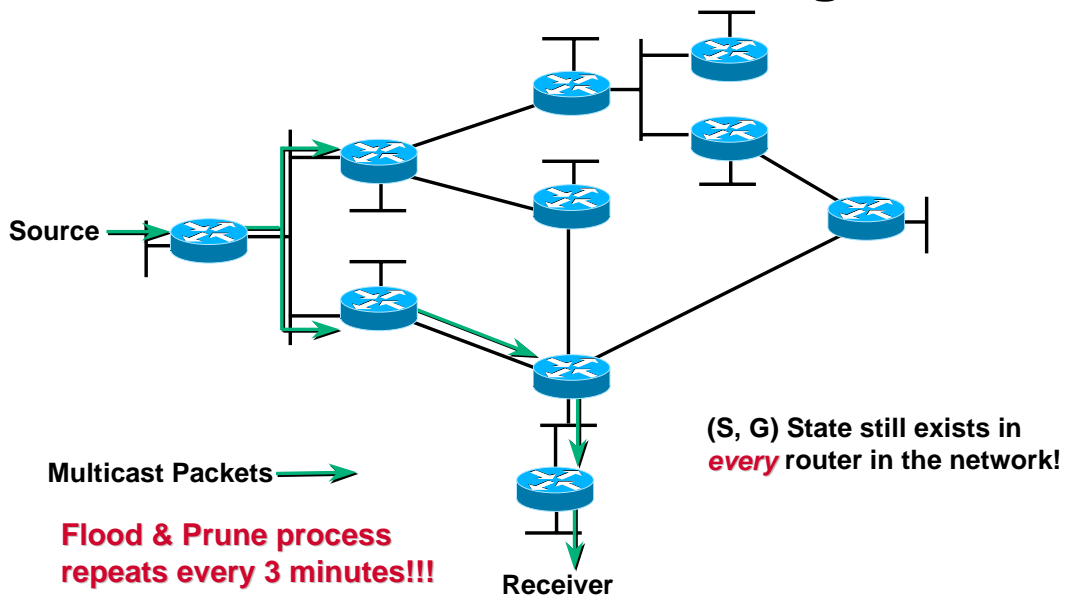 Source
(S, G) State still exists in
every router in the network!
Multicast Packets
Flood & Prune process
repeats every 3 minutes!!!
Receiver